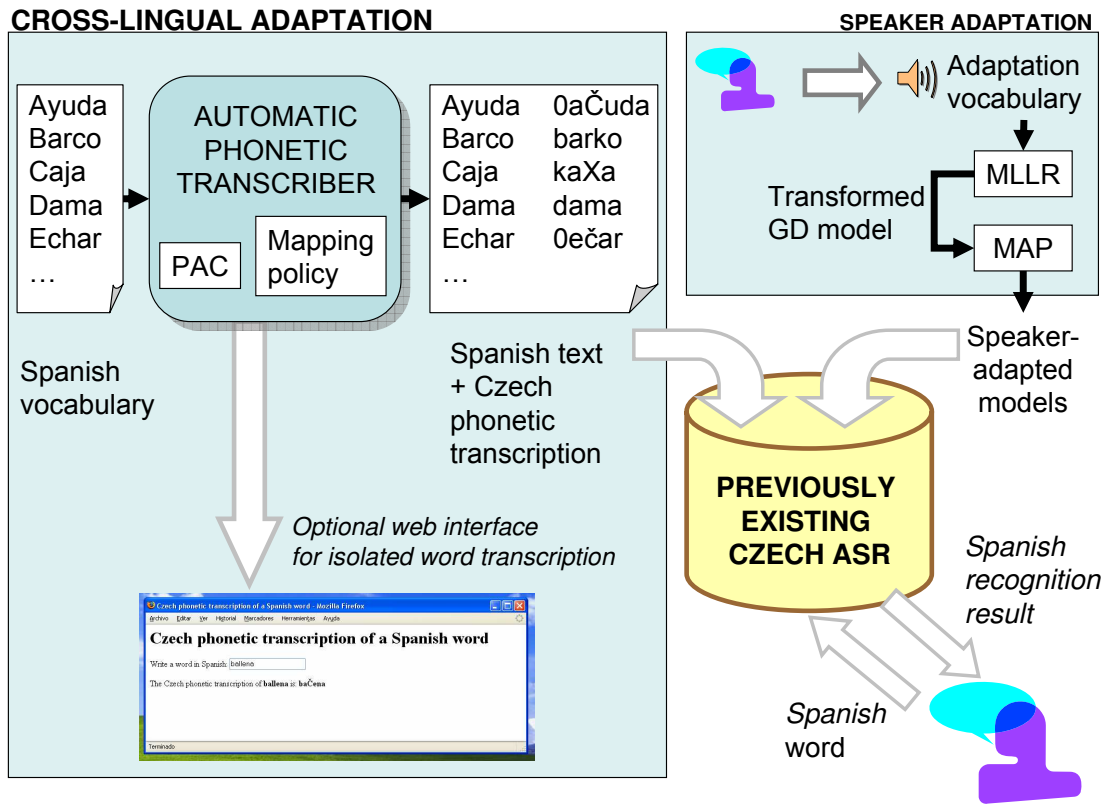 CROSS-LINGUAL ADAPTATION
Ayuda
Barco
Caja
Dama
Echar
…
AUTOMATIC
PHONETIC
TRANSCRIBER
PAC
Mapping
policy
Ayuda 0aČuda
Barco barko
Caja kaXa
Dama dama
Echar 0ečar
…
Spanish
vocabulary
Spanish text
+ Czech
phonetic
transcription
Optional web interface
for isolated word transcription
Czech phonetic transcription of a Spanish word - Mozilla Firefox
Archivo Editar Ver Historial Marcadores Herramientas Ayuda
Czech phonetic transcription of a Spanish word
Write a word in Spanish: ballena
The Czech phonetic transcription of ballena is: baČena
Terminado
SPEAKER ADAPTATION
Adaptation
vocabulary
MLLR
Transformed
GD model
MAP
Speaker-
adapted
models
PREVIOUSLY
EXISTING
CZECH ASR
Spanish
recognition
result
Spanish
word